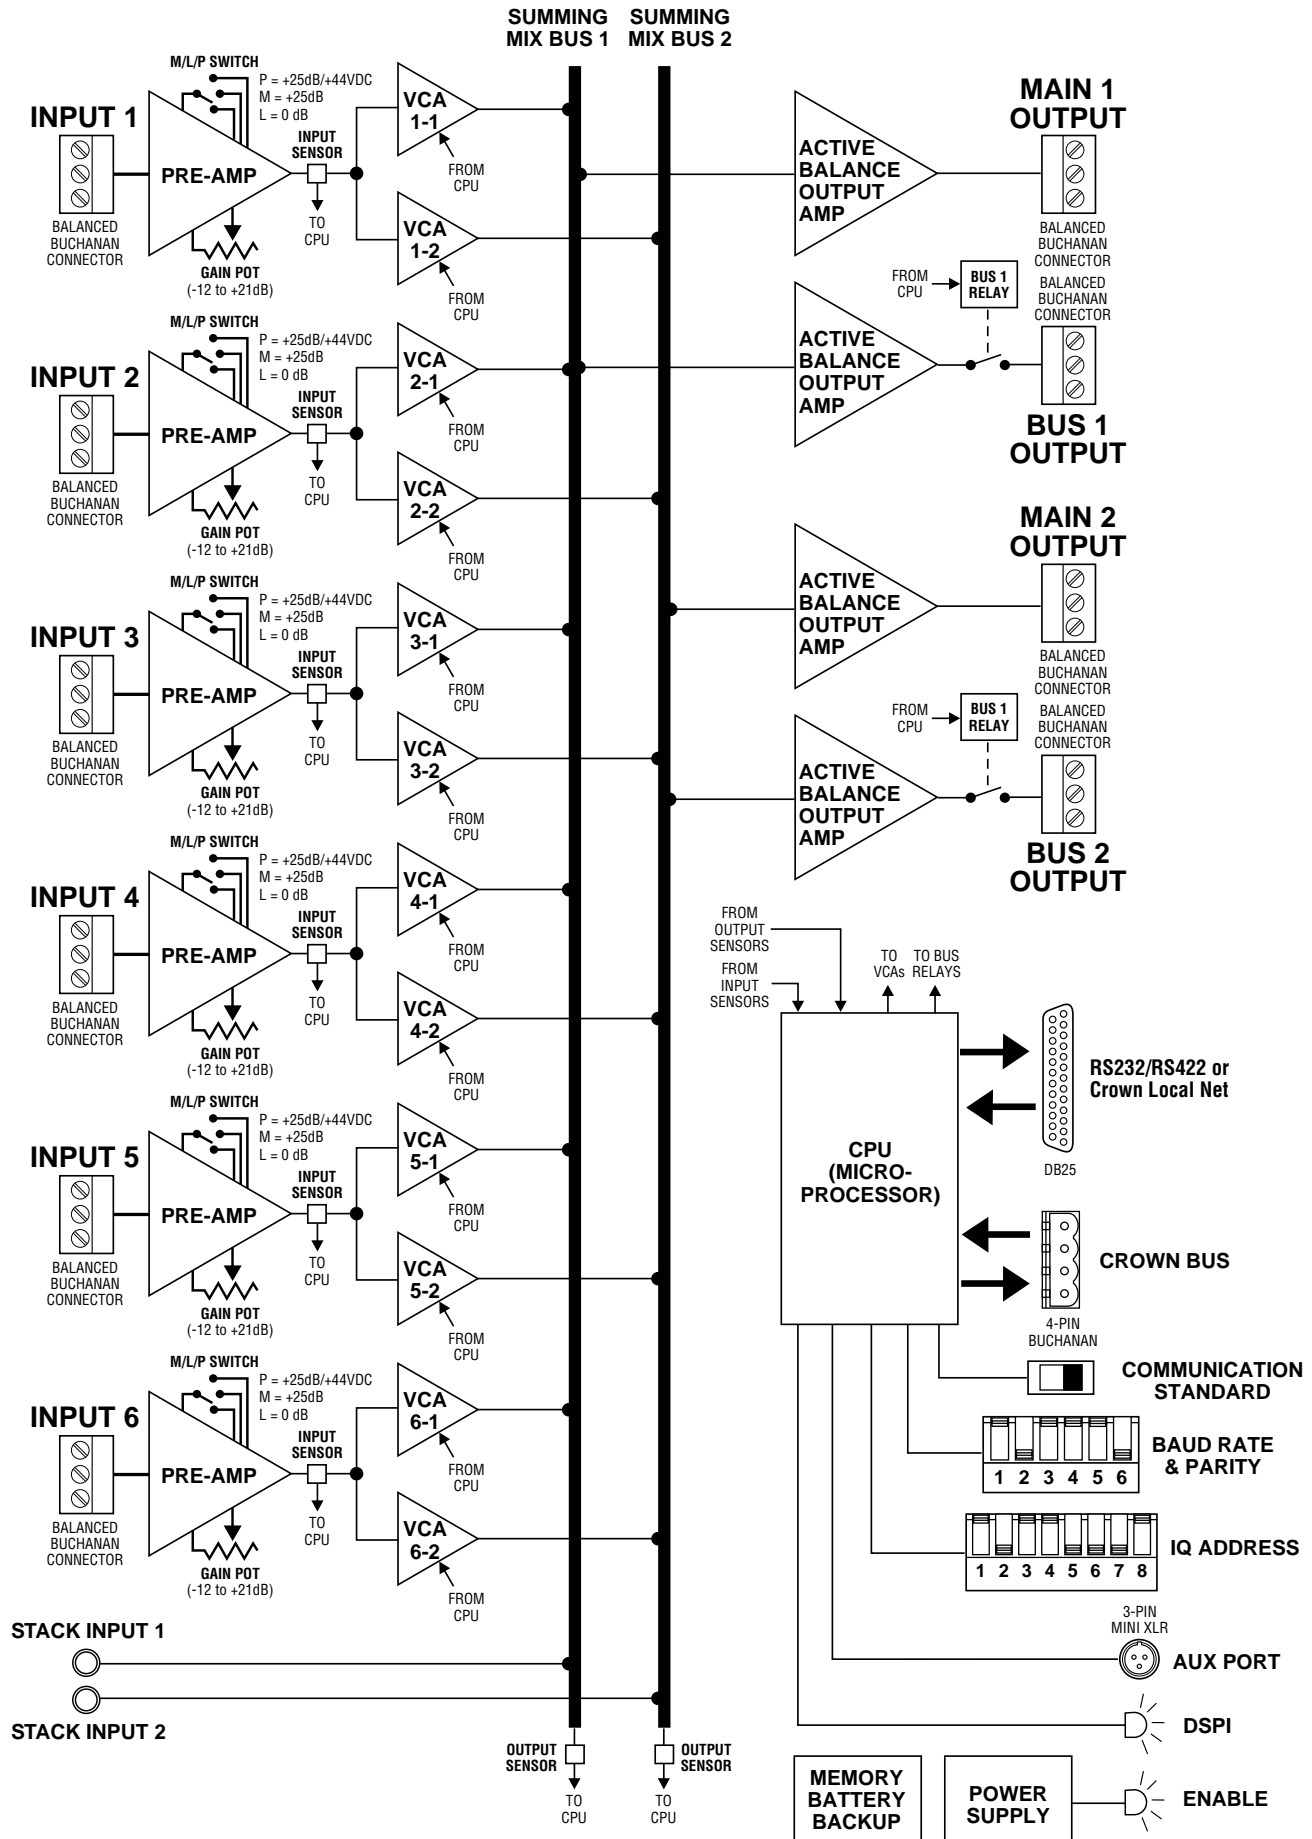 SUMMING
MIX BUS 1
SUMMING
MIX BUS 2
INPUT 1
BALANCED
BUCHANAN
CONNECTOR
M/L/P SWITCH
P = +25dB/+44VDC
M = +25dB
L = 0 dB
PRE-AMP
GAIN POT
(-12 to +21dB)
INPUT
SENSOR
TO
CPU
VCA
1-1
FROM
CPU
VCA
1-2
FROM
CPU
INPUT 2
BALANCED
BUCHANAN
CONNECTOR
M/L/P SWITCH
P = +25dB/+44VDC
M = +25dB
L = 0 dB
PRE-AMP
GAIN POT
(-12 to +21dB)
INPUT
SENSOR
TO
CPU
VCA
2-1
FROM
CPU
VCA
2-2
FROM
CPU
INPUT 3
BALANCED
BUCHANAN
CONNECTOR
M/L/P SWITCH
P = +25dB/+44VDC
M = +25dB
L = 0 dB
PRE-AMP
GAIN POT
(-12 to +21dB)
INPUT
SENSOR
TO
CPU
VCA
3-1
FROM
CPU
VCA
3-2
FROM
CPU
INPUT 4
BALANCED
BUCHANAN
CONNECTOR
M/L/P SWITCH
P = +25dB/+44VDC
M = +25dB
L = 0 dB
PRE-AMP
GAIN POT
(-12 to +21dB)
INPUT
SENSOR
TO
CPU
VCA
4-1
FROM
CPU
VCA
4-2
FROM
CPU
INPUT 5
BALANCED
BUCHANAN
CONNECTOR
M/L/P SWITCH
P = +25dB/+44VDC
M = +25dB
L = 0 dB
PRE-AMP
GAIN POT
(-12 to +21dB)
INPUT
SENSOR
TO
CPU
VCA
5-1
FROM
CPU
VCA
5-2
FROM
CPU
INPUT 6
BALANCED
BUCHANAN
CONNECTOR
M/L/P SWITCH
P = +25dB/+44VDC
M = +25dB
L = 0 dB
PRE-AMP
GAIN POT
(-12 to +21dB)
INPUT
SENSOR
TO
CPU
VCA
6-1
FROM
CPU
VCA
6-2
FROM
CPU
STACK INPUT 1
STACK INPUT 2
OUTPUT
SENSOR
TO
CPU
OUTPUT
SENSOR
TO
CPU
ACTIVE
BALANCE
OUTPUT
AMP
MAIN 1
OUTPUT
BALANCED
BUCHANAN
CONNECTOR
ACTIVE
BALANCE
OUTPUT
AMP
FROM
CPU
BUS 1
RELAY
BALANCED
BUCHANAN
CONNECTOR
BUS 1
OUTPUT
ACTIVE
BALANCE
OUTPUT
AMP
MAIN 2
OUTPUT
BALANCED
BUCHANAN
CONNECTOR
ACTIVE
BALANCE
OUTPUT
AMP
FROM
CPU
BUS 1
RELAY
BALANCED
BUCHANAN
CONNECTOR
BUS 2
OUTPUT
FROM
OUTPUT
SENSORS
FROM
INPUT
SENSORS
TO
VCAs
TO BUS
RELAYS
CPU
(MICRO-
PROCESSOR)
RS232/RS422 or
Crown Local Net
DB25
CROWN BUS
4-PIN
BUCHANAN
COMMUNICATION
STANDARD
BAUD RATE
& PARITY
1 2 3 4 5 6
IQ ADDRESS
1 2 3 4 5 6 7 8
3-PIN
MINI XLR
AUX PORT
DSPI
MEMORY
BATTERY
BACKUP
POWER
SUPPLY
ENABLE